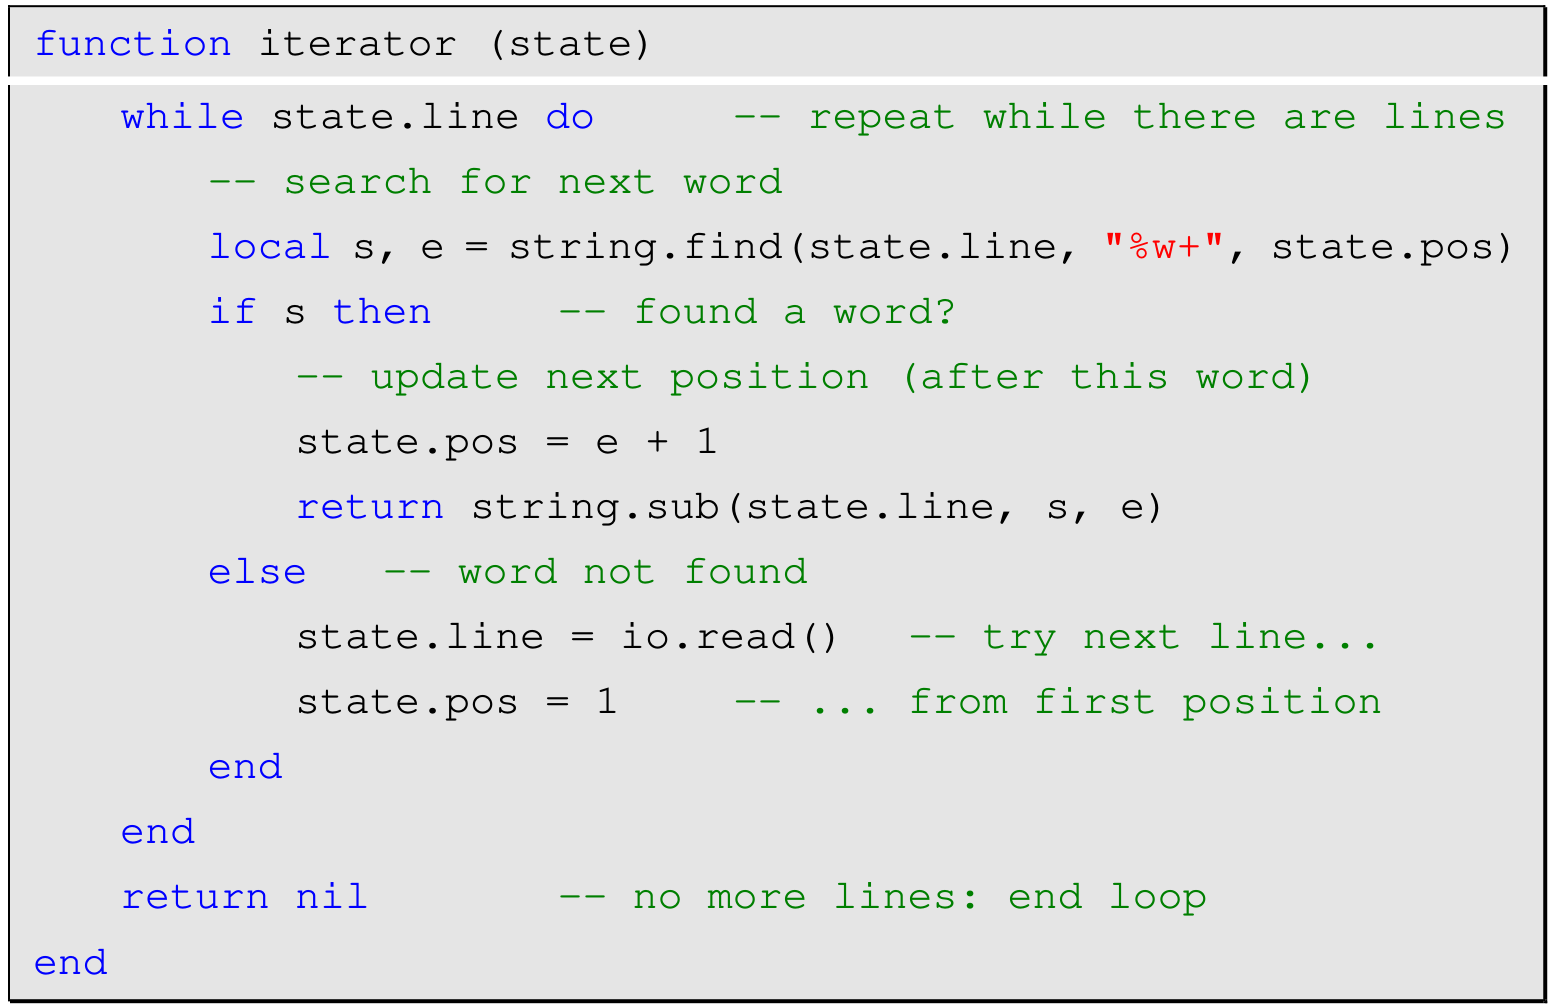 function iterator (state)
while state.line do -- repeat while there are lines
-- search for next word
local s, e = string.find(state.line, "%w+", state.pos)
if s then -- found a word?
-- update next position (after this word)
state.pos = e + 1
return string.sub(state.line, s, e)
else -- word not found
state.line = io.read() -- try next line...
state.pos = 1 -- ... from first position
end
end
return nil -- no more lines: end loop
end